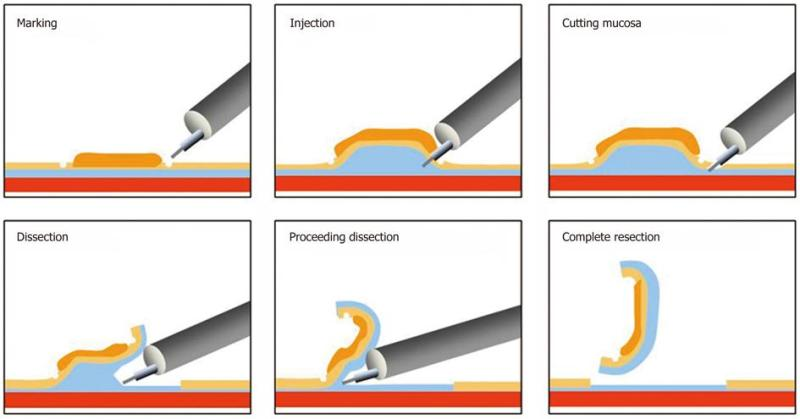 Marking
Injection
Cutting mucosa
Dissection
Proceeding dissection
Complete resection